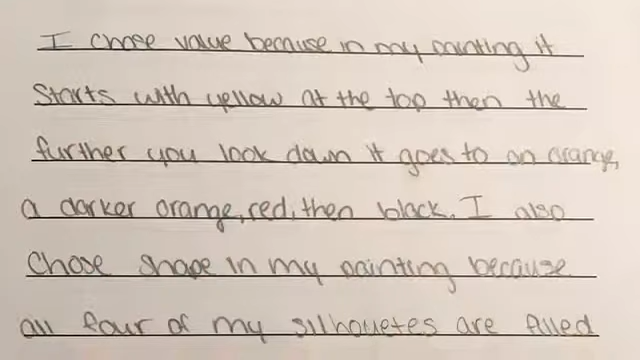 I chose value because in my painting it
starts with yellow at the top then the
further you look down it goes to an orange,
a darker orange, red, then black. I also
chose shape in my painting because
all four of my silhouetes are filled